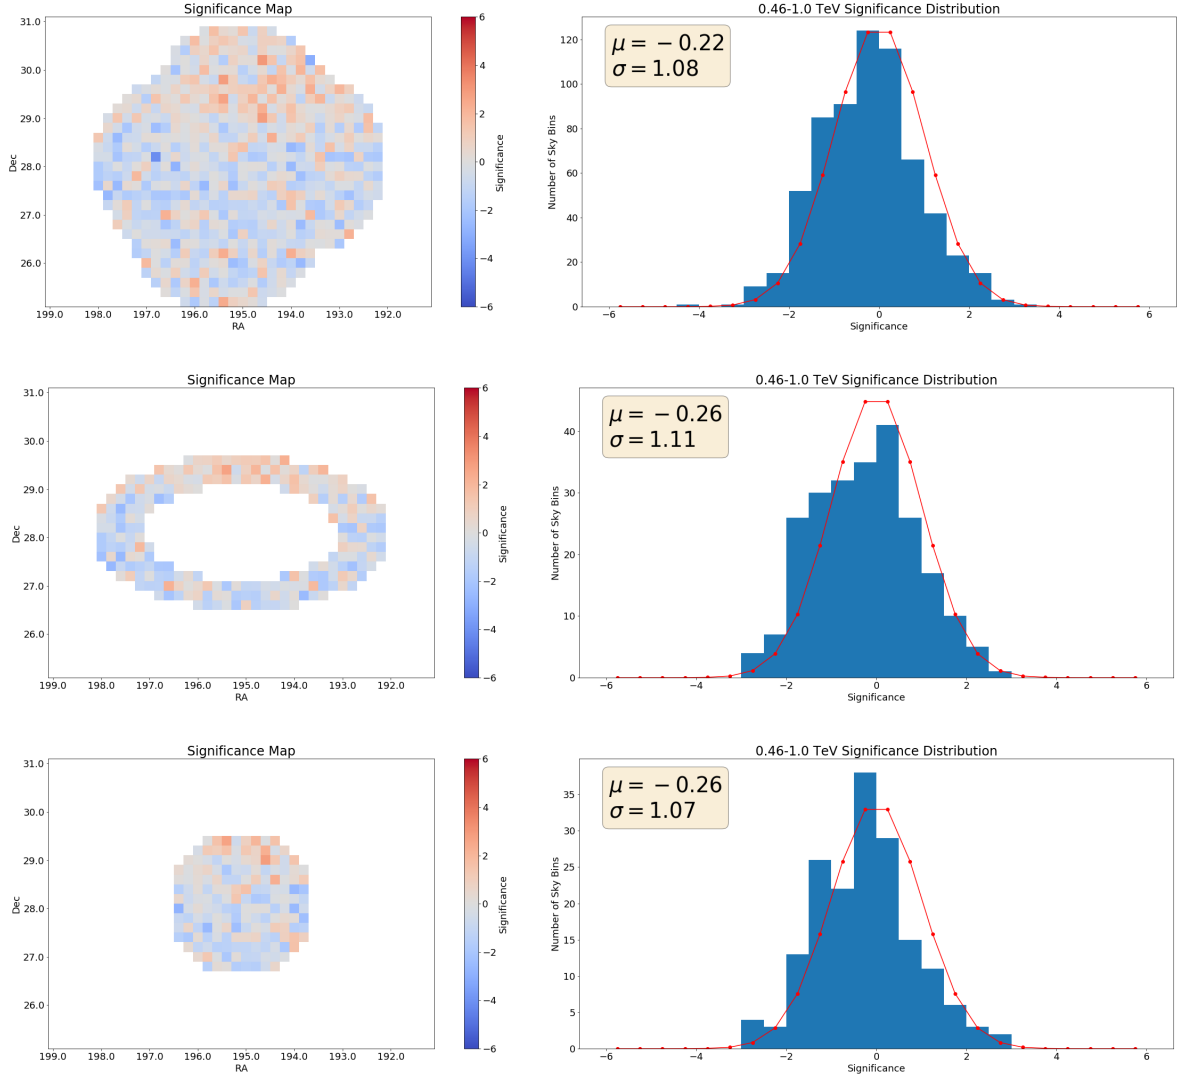 Significance Map
31.0
30.0
29.0
28.0
27.0
26.0
Dec
199.0 198.0 197.0 196.0 195.0 194.0 193.0 192.0
RA
6
4
2
0
−2
−4
−6
Significance
0.46-1.0 TeV Significance Distribution
μ = −0.22
σ = 1.08
120
100
80
60
40
20
0
Number of Sky Bins
−6 −4 −2 0 2 4 6
Significance
Significance Map
31.0
30.0
29.0
28.0
27.0
26.0
Dec
199.0 198.0 197.0 196.0 195.0 194.0 193.0 192.0
RA
6
4
2
0
−2
−4
−6
Significance
0.46-1.0 TeV Significance Distribution
μ = −0.26
σ = 1.11
40
30
20
10
0
Number of Sky Bins
−6 −4 −2 0 2 4 6
Significance
Significance Map
31.0
30.0
29.0
28.0
27.0
26.0
Dec
199.0 198.0 197.0 196.0 195.0 194.0 193.0 192.0
RA
6
4
2
0
−2
−4
−6
Significance
0.46-1.0 TeV Significance Distribution
μ = −0.26
σ = 1.07
35
30
25
20
15
10
5
0
Number of Sky Bins
−6 −4 −2 0 2 4 6
Significance